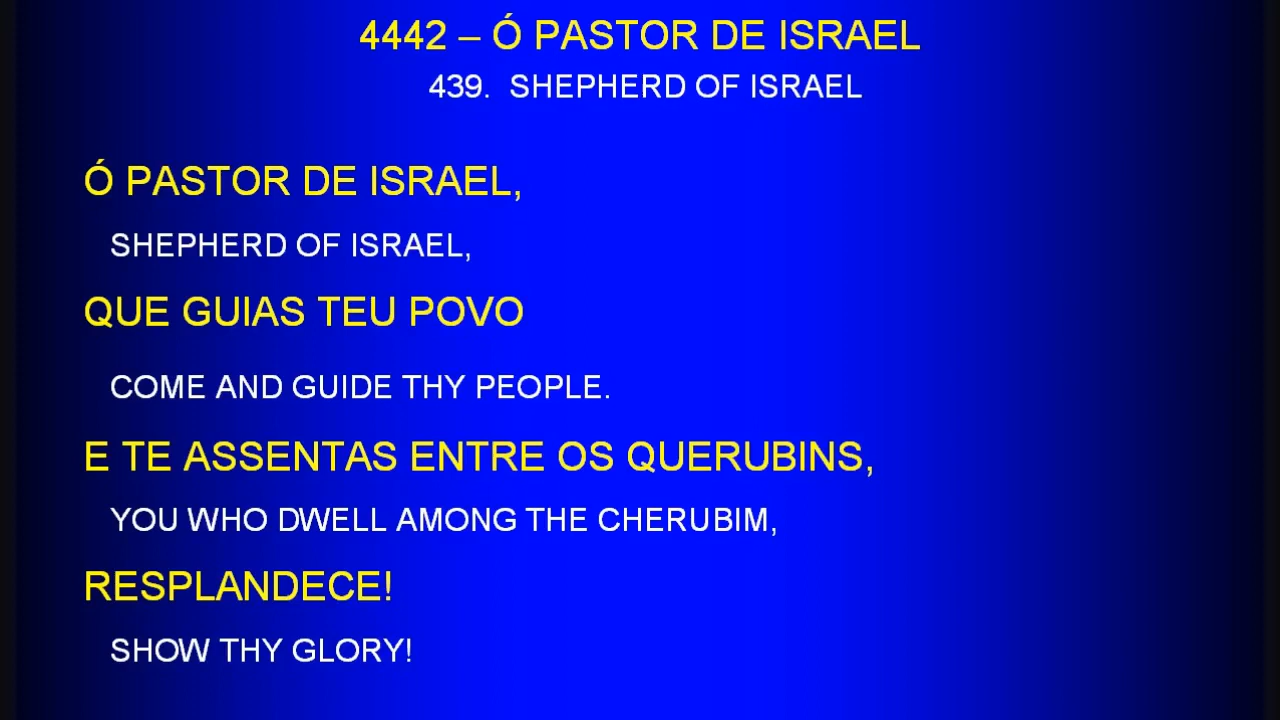 4442 – Ó PASTOR DE ISRAEL
439. SHEPHERD OF ISRAEL
Ó PASTOR DE ISRAEL,
SHEPHERD OF ISRAEL,
QUE GUIAS TEU POVO
COME AND GUIDE THY PEOPLE.
E TE ASSENTAS ENTRE OS QUERUBINS,
YOU WHO DWELL AMONG THE CHERUBIM,
RESPLANDECE!
SHOW THY GLORY!